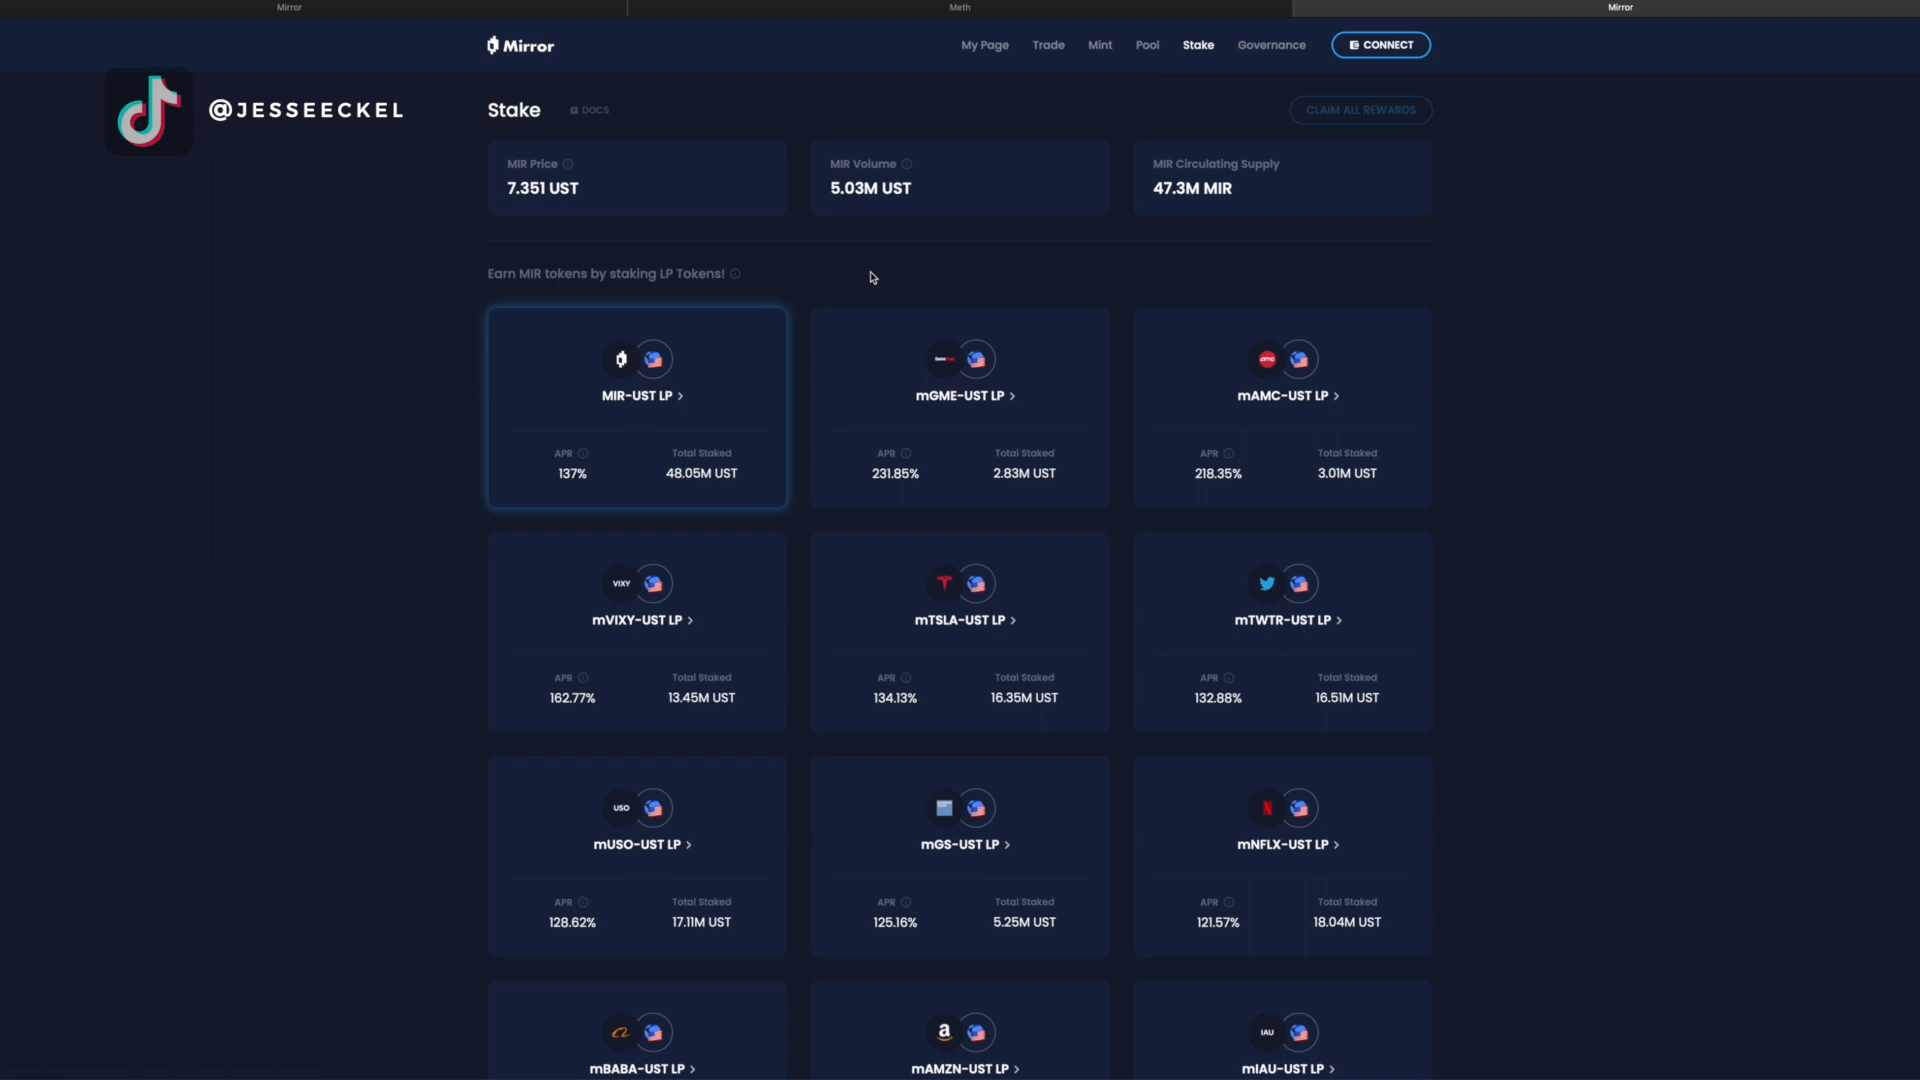 Mirror
Meth
Mirror
Mirror
My Page
Trade
Mint
Pool
Stake
Governance
CONNECT
@JESSEECKEL
Stake
DOCS
CLAIM ALL REWARDS
MIR Price
7.351 UST
MIR Volume
5.03M UST
MIR Circulating Supply
47.3M MIR
Earn MIR tokens by staking LP Tokens!
MIR-UST LP
APR
137%
Total Staked
48.05M UST
mGME-UST LP
APR
231.85%
Total Staked
2.83M UST
amc
mAMC-UST LP
APR
218.35%
Total Staked
3.01M UST
VIXY
mVIXY-UST LP
APR
162.77%
Total Staked
13.45M UST
mTSLA-UST LP
APR
134.13%
Total Staked
16.35M UST
mTWTR-UST LP
APR
132.88%
Total Staked
16.51M UST
USO
mUSO-UST LP
APR
128.62%
Total Staked
17.11M UST
mGS-UST LP
APR
125.16%
Total Staked
5.25M UST
N
mNFLX-UST LP
APR
121.57%
Total Staked
18.04M UST
mBABA-UST LP
a
mAMZN-UST LP
IAU
mIAU-UST LP